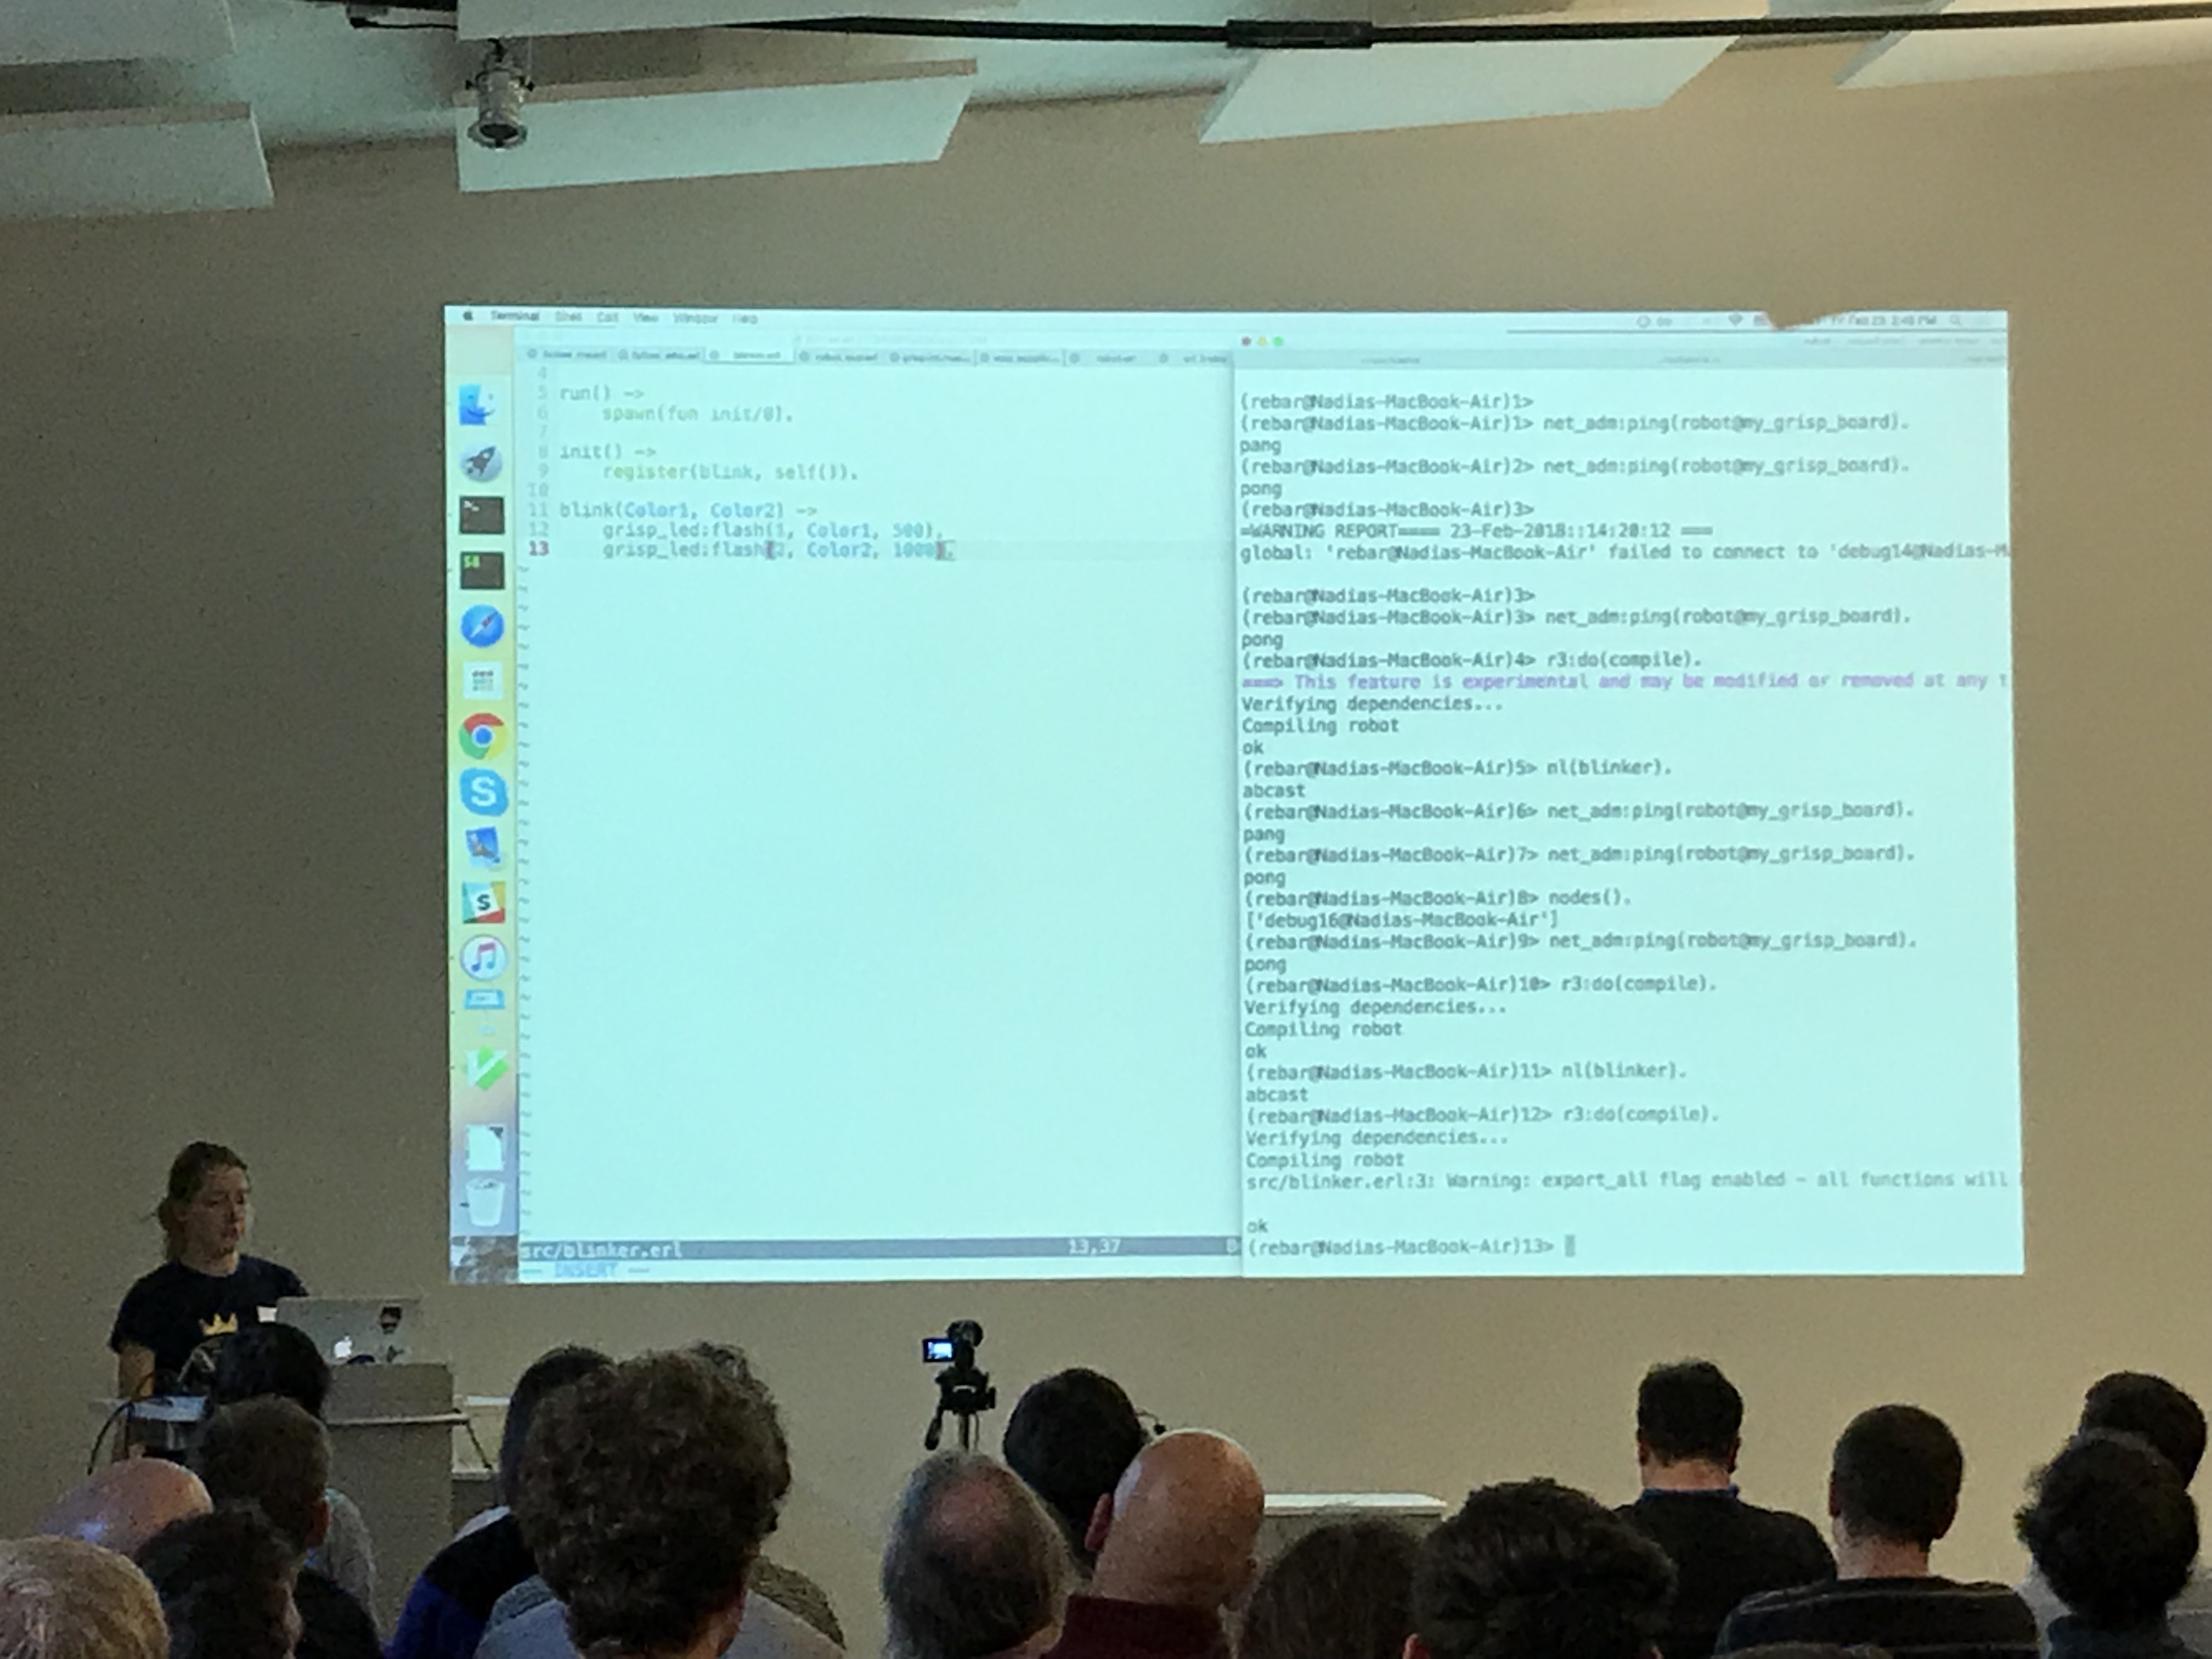 Terminal Shell Edit View Window Help
blinker.erl
4
5 run() ->
6 spawn(fun init/0).
7
8 init() ->
9 register(blink, self()).
10
11 blink(Color1, Color2) ->
12 grisp_led:flash(1, Color1, 500),
13 grisp_led:flash(2, Color2, 1000).
src/blinker.erl 13,37
-- INSERT --
(rebar@Nadias-MacBook-Air)1>
(rebar@Nadias-MacBook-Air)1> net_adm:ping(robot@my_grisp_board).
pang
(rebar@Nadias-MacBook-Air)2> net_adm:ping(robot@my_grisp_board).
pong
(rebar@Nadias-MacBook-Air)3>
=WARNING REPORT==== 23-Feb-2018::14:20:12 ===
global: 'rebar@Nadias-MacBook-Air' failed to connect to 'debug14@Nadias-M
(rebar@Nadias-MacBook-Air)3>
(rebar@Nadias-MacBook-Air)3> net_adm:ping(robot@my_grisp_board).
pong
(rebar@Nadias-MacBook-Air)4> r3:do(compile).
===> This feature is experimental and may be modified or removed at any t
Verifying dependencies...
Compiling robot
ok
(rebar@Nadias-MacBook-Air)5> nl(blinker).
abcast
(rebar@Nadias-MacBook-Air)6> net_adm:ping(robot@my_grisp_board).
pang
(rebar@Nadias-MacBook-Air)7> net_adm:ping(robot@my_grisp_board).
pong
(rebar@Nadias-MacBook-Air)8> nodes().
['debug16@Nadias-MacBook-Air']
(rebar@Nadias-MacBook-Air)9> net_adm:ping(robot@my_grisp_board).
pong
(rebar@Nadias-MacBook-Air)10> r3:do(compile).
Verifying dependencies...
Compiling robot
ok
(rebar@Nadias-MacBook-Air)11> nl(blinker).
abcast
(rebar@Nadias-MacBook-Air)12> r3:do(compile).
Verifying dependencies...
Compiling robot
src/blinker.erl:3: Warning: export_all flag enabled - all functions will
ok
(rebar@Nadias-MacBook-Air)13>